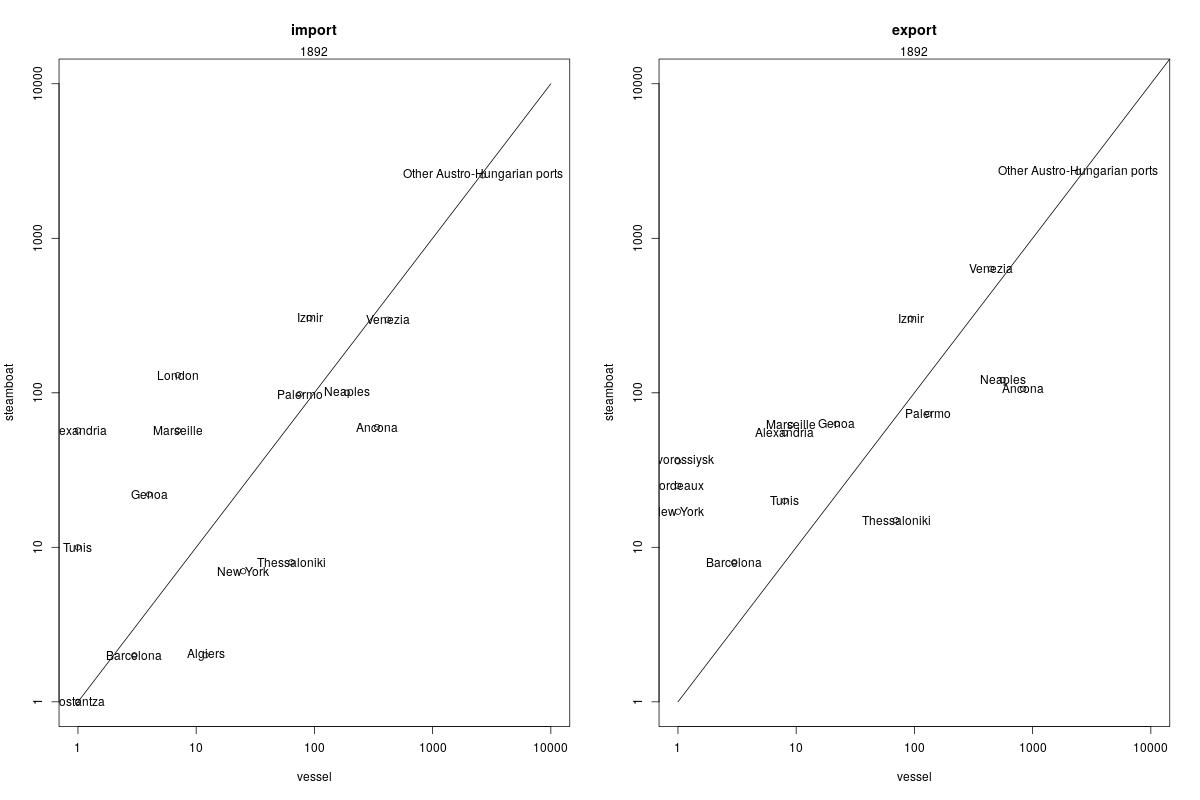 import
1892
10000
1000
100
10
1
steamboat
Other Austro-Hungarian ports
Izmir
Venezia
London
Palermo
Neaples
exandria
Marseille
Ancona
Genoa
Tunis
Thessaloniki
New York
Barcelona
Algiers
ostantza
1
10
100
1000
10000
vessel
export
1892
10000
1000
100
10
1
steamboat
Other Austro-Hungarian ports
Venezia
Izmir
Neaples
Ancona
Palermo
Marseille
Genoa
Alexandria
vorossiysk
ordeaux
Tunis
ew York
Thessaloniki
Barcelona
1
10
100
1000
10000
vessel